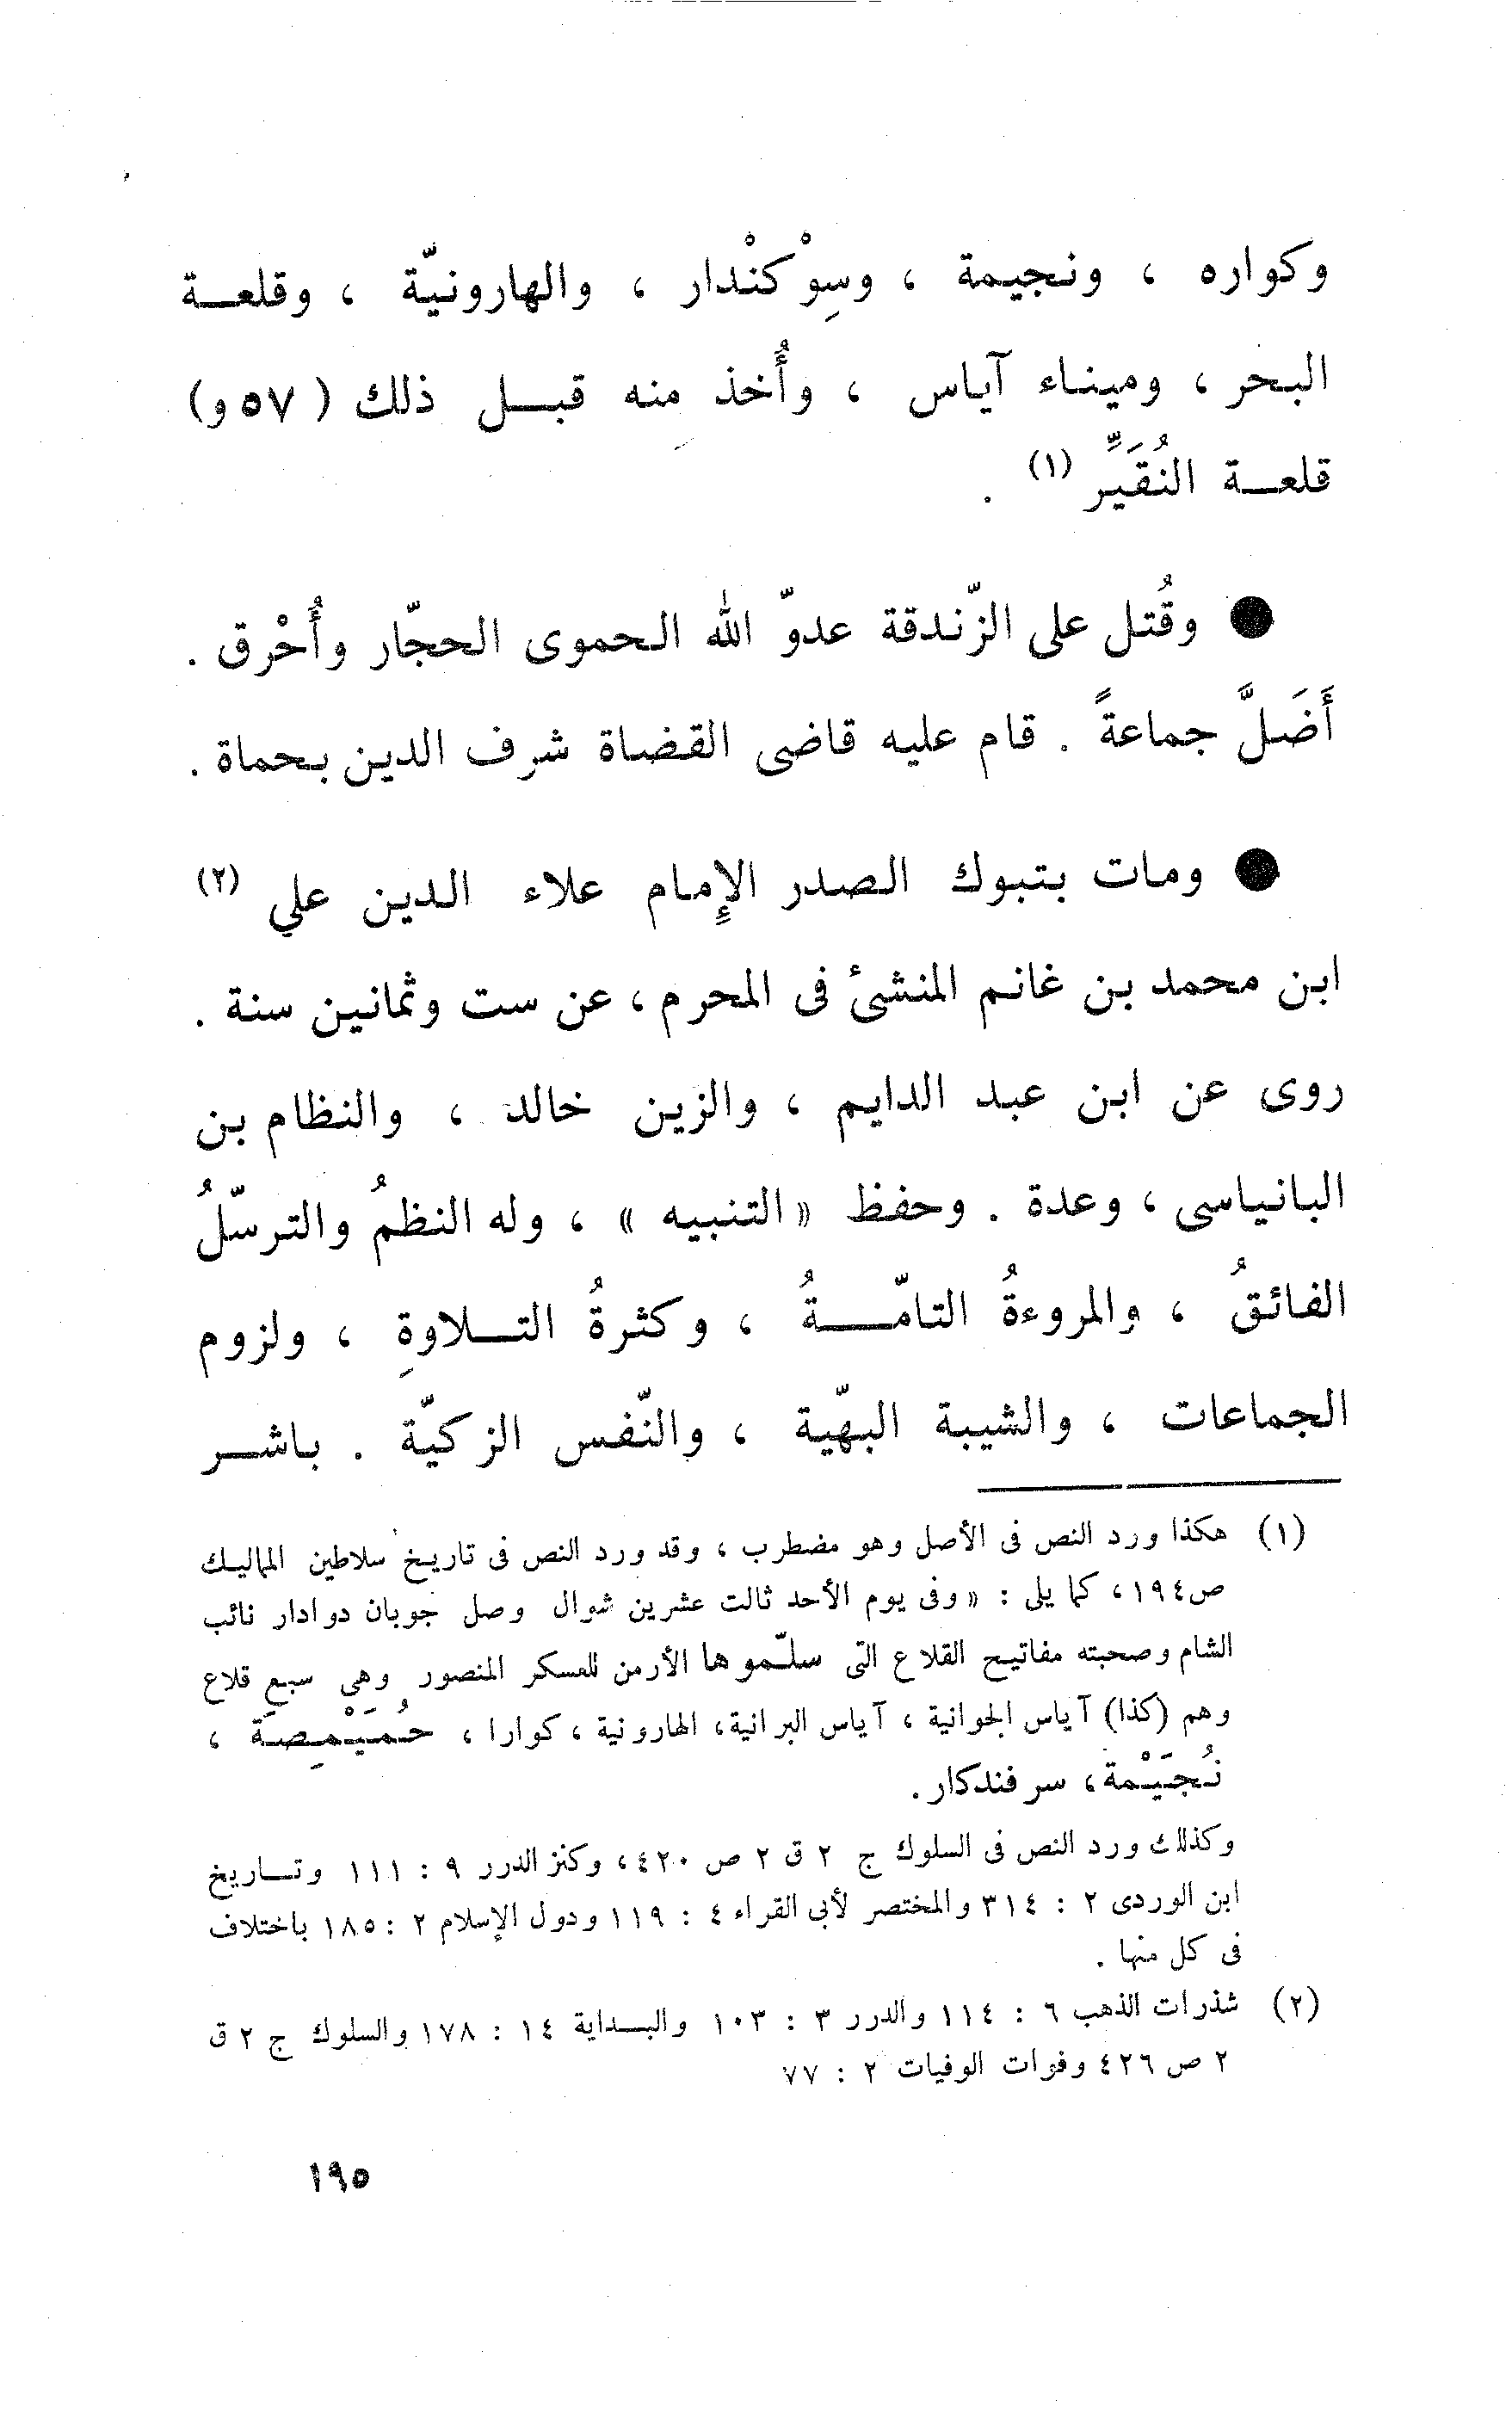 وكواره ، ونجيمة ، وسِوْكنْدار ، والهارونيّة ، وقلعة
البحر ، وميناء آياس ، وأُخذ مِنه قبل ذلك ( ٥٧ و)
قلعة النُقَيِّر (١) .
● وقُتل على الزّندقة عدوّ الله الحموى الحجّار وأُحْرق .
أَضَلَّ جماعةً . قام عليه قاضى القضاة شرف الدين بحماة .
● ومات بتبوك الصدر الإِمام علاء الدين علي (٢)
ابن محمد بن غانم المنشئ فى المحرم ، عن ست وثمانين سنة .
روى عن ابن عبد الدايم ، والزين خالد ، والنظام بن
البانياسى ، وعدة . وحفظ « التنبيه » ، وله النظمُ والترسّلُ
الفائقُ ، والمروءةُ التامّةُ ، وكثرةُ التلاوةِ ، ولزوم
الجماعات ، والشيبة البهّية ، والنّفس الزكيّة . باشر
(١) هكذا ورد النص فى الأصل وهو مضطرب ، وقد ورد النص فى تاريخ سلاطين المماليك
ص١٩٤ ، كما يلى : « وفى يوم الأحد ثالث عشرين شوال وصل جوبان دوادار نائب
الشام وصحبته مفاتيح القلاع التى سلّموها الأرمن للعسكر المنصور وهى سبع قلاع
وهم (كذا) آياس الجوانية ، آياس البرانية ، الهارونية ، كوارا ، حُمَيْمِصَة ،
نُجَيْمة ، سرفندكار .
وكذلك ورد النص فى السلوك ج ٢ ق ٢ ص ٤٢٠ ، وكنز الدرر ٩ : ١١١ وتاريخ
ابن الوردى ٢ : ٣١٤ والمختصر لأبى القراء ٤ : ١١٩ ودول الإسلام ٢ : ١٨٥ باختلاف
فى كل منها .
(٢) شذرات الذهب ٦ : ١١٤ والدرر ٣ : ١٠٣ والبداية ١٤ : ١٧٨ والسلوك ج ٢ ق
٢ ص ٤٢٦ وفوات الوفيات ٢ : ٧٧
١٩٥